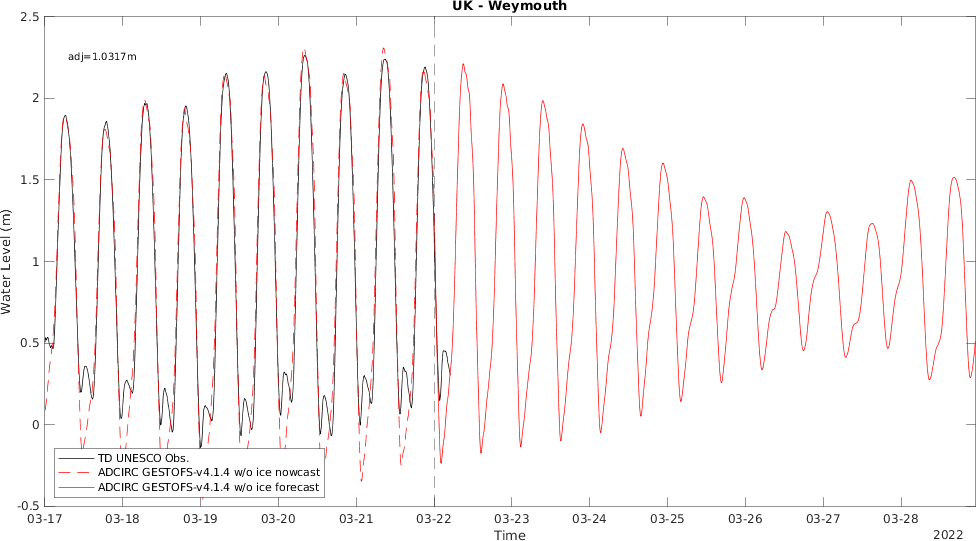 UK - Weymouth
adj=1.0317m
2.5
2
1.5
1
0.5
0
-0.5
Water Level (m)
TD UNESCO Obs.
ADCIRC GESTOFS-v4.1.4 w/o ice nowcast
ADCIRC GESTOFS-v4.1.4 w/o ice forecast
03-17 03-18 03-19 03-20 03-21 03-22 03-23 03-24 03-25 03-26 03-27 03-28
Time
2022